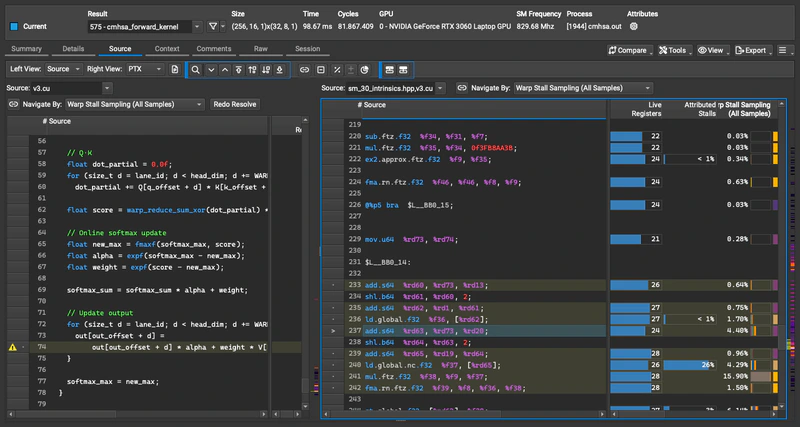 Result Size Time Cycles GPU SM Frequency Process Attributes
Current 575 - cmhsa_forward_kernel (256, 16, 1)x(32, 8, 1) 98.67 ms 81.867.409 0 - NVIDIA GeForce RTX 3060 Laptop GPU 829.68 Mhz [1944] cmhsa.out
Summary Details Source Context Comments Raw Session Compare Tools View Export
Left View: Source Right View: PTX
Source: v3.cu
Navigate By: Warp Stall Sampling (All Samples) Redo Resolve
# Source
56
57 // Q·K
58 float dot_partial = 0.0f;
59 for (size_t d = lane_id; d < head_dim; d += WAR
60 dot_partial += Q[q_offset + d] * K[k_offset +
61
62 float score = warp_reduce_sum_xor(dot_partial) *
63
64 // Online softmax update
65 float new_max = fmaxf(softmax_max, score);
66 float alpha = expf(softmax_max - new_max);
67 float weight = expf(score - new_max);
68
69 softmax_sum = softmax_sum * alpha + weight;
70
71 // Update output
72 for (size_t d = lane_id; d < head_dim; d += WAR
73 out[out_offset + d] =
74 out[out_offset + d] * alpha + weight * V[
75 }
76
77 softmax_max = new_max;
78 }
79
Source: sm_30_intrinsics.hpp,v3.cu
Navigate By: Warp Stall Sampling (All Samples)
# Source Live Registers Attributed Stalls rp Stall Sampling (All Samples)
219
220 sub.ftz.f32 %f34, %f31, %f7; 22 0.03%
221 mul.ftz.f32 %f35, %f34, 0f3FB8AA3B; 22 0.03%
222 ex2.approx.ftz.f32 %f9, %f35; 24 < 1% 0.34%
223
224 fma.rn.ftz.f32 %f46, %f46, %f8, %f9; 24 0.63%
225
226 @%p5 bra $L__BB0_15; 24 0.03%
227
228
229 mov.u64 %rd73, %rd74; 21 0.28%
230
231 $L__BB0_14:
232
233 add.s64 %rd60, %rd73, %rd13; 26 0.64%
234 shl.b64 %rd61, %rd60, 2;
235 add.s64 %rd62, %rd1, %rd61; 27 0.75%
236 ld.global.f32 %f36, [%rd62]; 27 < 1% 1.70%
237 add.s64 %rd63, %rd73, %rd20; 24 4.40%
238 shl.b64 %rd64, %rd63, 2;
239 add.s64 %rd65, %rd19, %rd64; 28 0.96%
240 ld.global.nc.f32 %f37, [%rd65]; 26 26% 4.29%
241 mul.ftz.f32 %f38, %f9, %f37; 28 15.90%
242 fma.rn.ftz.f32 %f39, %f8, %f36, %f38; 28 1.50%
243